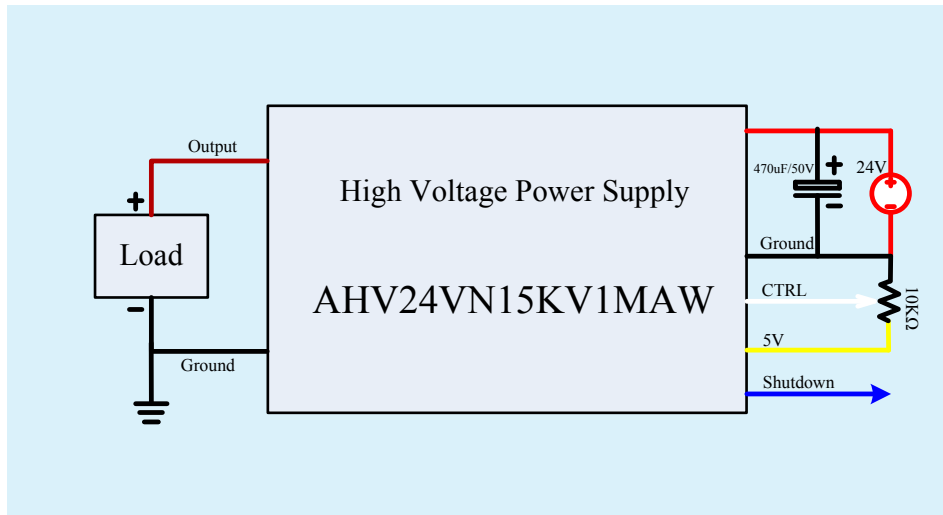 Output
+
Load
-
Ground
High Voltage Power Supply
AHV24VN15KV1MAW
470uF/50V
+
-
24V
+
-
Ground
CTRL
10KΩ
5V
Shutdown